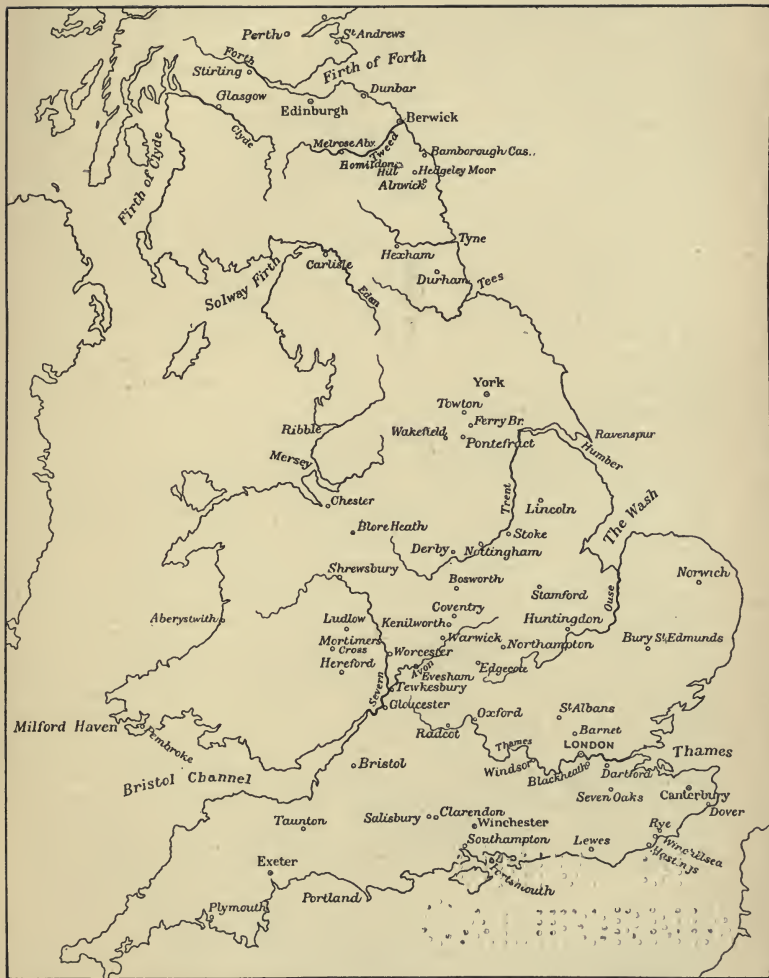 Perth
St Andrews
Forth
Firth of Forth
Stirling
Dunbar
Glasgow
Edinburgh
Berwick
Clyde
Firth of Clyde
Melrose Aby.
Tweed
Bamborough Cas..
Homildon
Hill
Hedgeley Moor
Alnwick
Tyne
Hexham
Carlisle
Solway Firth
Durham
Tees
Eden
York
Towton
Ferry Br.
Ribble
Wakefield
Pontefract
Ravenspur
Humber
Mersey
Trent
The Wash
Chester
Lincoln
Blore Heath
Stoke
Derby
Nottingham
Shrewsbury
Bosworth
Stamford
Ouse
Norwich
Aberystwith
Ludlow
Coventry
Kenilworth
Huntingdon
Mortimers
Cross
Warwick
Northampton
Bury St. Edmunds
Worcester
Hereford
Avon
Evesham
Edgecote
Severn
Tewkesbury
Gloucester
Milford Haven
Pembroke
Oxford
St Albans
Radcot
Barnet
Thames
LONDON
Thames
Windsor
Blackheath
Dartford
Bristol Channel
Bristol
Seven Oaks
Canterbury
Dover
Taunton
Salisbury
Clarendon
Winchester
Rye
Winchelsea
Southampton
Lewes
Hastings
Exeter
Portsmouth
Portland
Plymouth